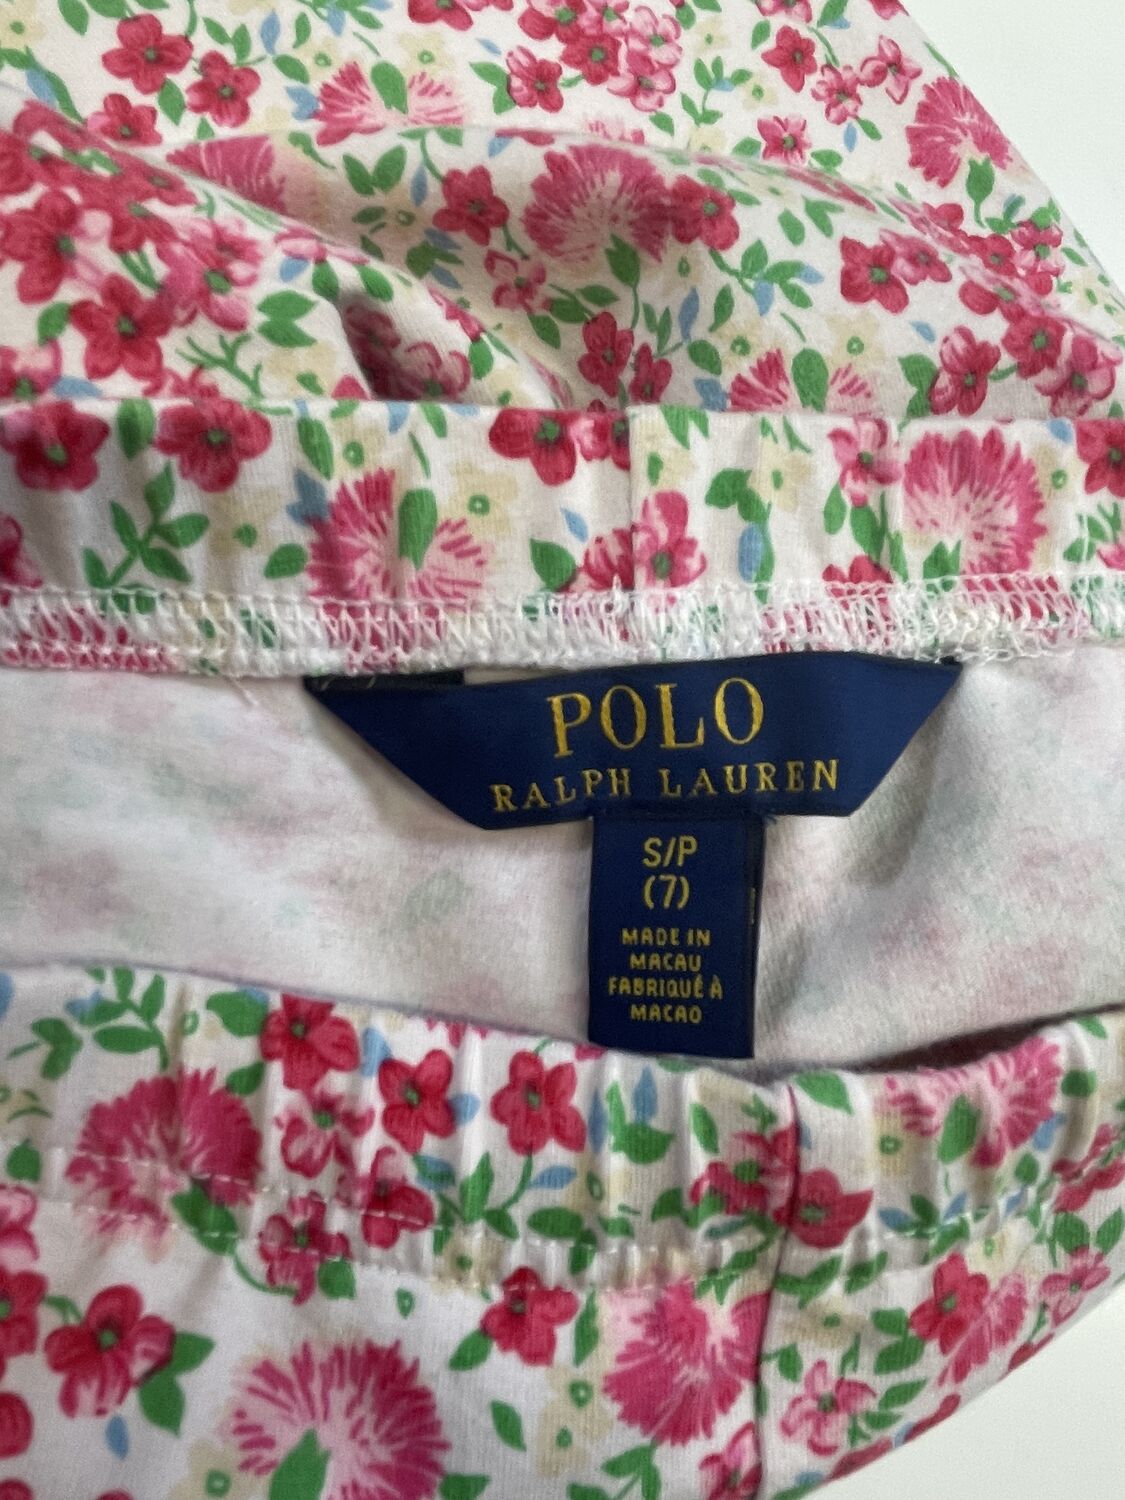 POLO
RALPH LAUREN
S/P
(7)
MADE IN
MACAU
FABRIQUÉ À
MACAO